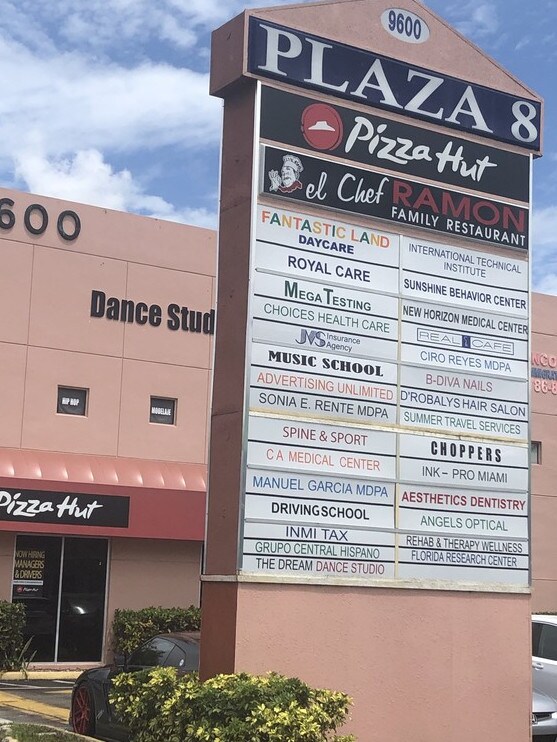 9600
PLAZA 8
Pizza Hut
el Chef RAMON
FAMILY RESTAURANT
FANTASTIC LAND
DAYCARE
ROYAL CARE
MEGA TESTING
CHOICES HEALTH CARE
JMS Insurance
Agency
MUSIC SCHOOL
ADVERTISING UNLIMITED
SONIA E. RENTE MDPA
SPINE & SPORT
CA MEDICAL CENTER
MANUEL GARCIA MDPA
DRIVING SCHOOL
INMI TAX
GRUPO CENTRAL HISPANO
THE DREAM DANCE STUDIO
INTERNATIONAL TECHNICAL
INSTITUTE
SUNSHINE BEHAVIOR CENTER
NEW HORIZON MEDICAL CENTER
REAL CAFE
CIRO REYES MDPA
B-DIVA NAILS
D'ROBALYS HAIR SALON
SUMMER TRAVEL SERVICES
CHOPPERS
INK - PRO MIAMI
AESTHETICS DENTISTRY
ANGELS OPTICAL
REHAB & THERAPY WELLNESS
FLORIDA RESEARCH CENTER
600
Dance Stud
HIP HOP
MODELAJE
Pizza Hut
NOW HIRING
MANAGERS
& DRIVERS
Pizza Hut